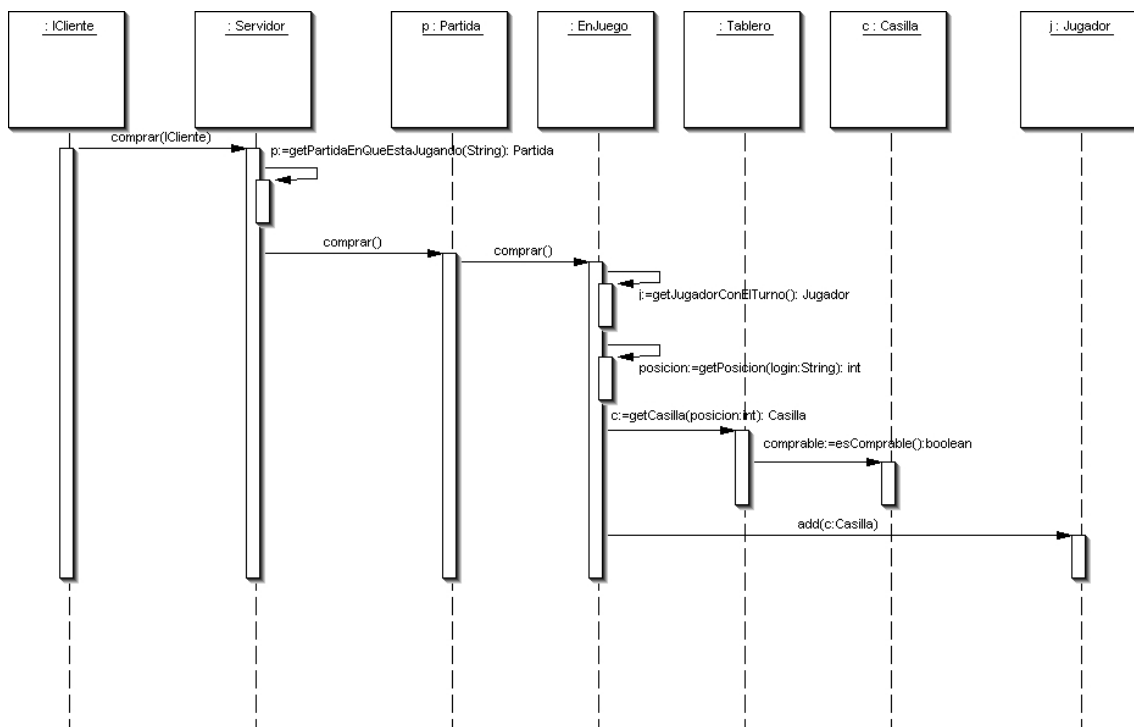 : ICliente
: Servidor
p : Partida
: EnJuego
: Tablero
c : Casilla
j : Jugador
comprar(ICliente)
p:=getPartidaEnQueEstaJugando(String): Partida
comprar()
comprar()
j:=getJugadorConElTurno(): Jugador
posicion:=getPosicion(login:String): int
c:=getCasilla(posicion:int): Casilla
comprable:=esComprable():boolean
add(c:Casilla)